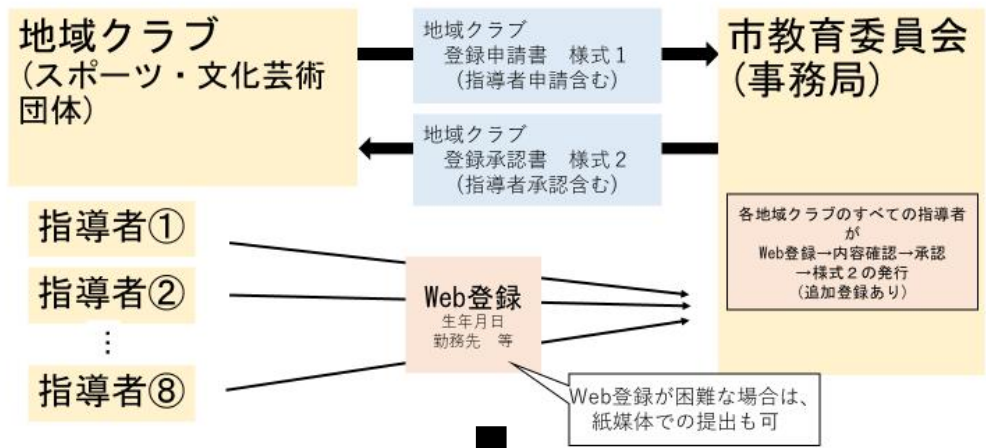 地域クラブ
(スポーツ・文化芸術
団体)
地域クラブ
登録申請書　様式１
(指導者申請含む)
市教育委員会
(事務局)
地域クラブ
登録承認書　様式２
(指導者承認含む)
指導者①
指導者②
⋮
指導者⑧
Web登録
生年月日
勤務先　等
各地域クラブのすべての指導者
が
Web登録→内容確認→承認
→様式２の発行
(追加登録あり)
Web登録が困難な場合は、
紙媒体での提出も可